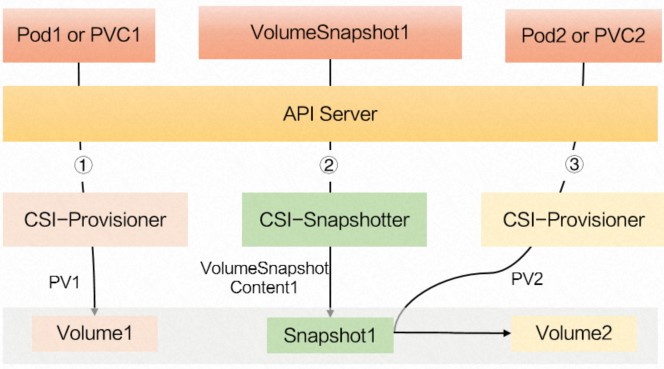 Pod1 or PVC1
VolumeSnapshot1
Pod2 or PVC2
API Server
①
②
③
CSI-Provisioner
CSI-Snapshotter
CSI-Provisioner
PV1
VolumeSnapshot
Content1
PV2
Volume1
Snapshot1
Volume2